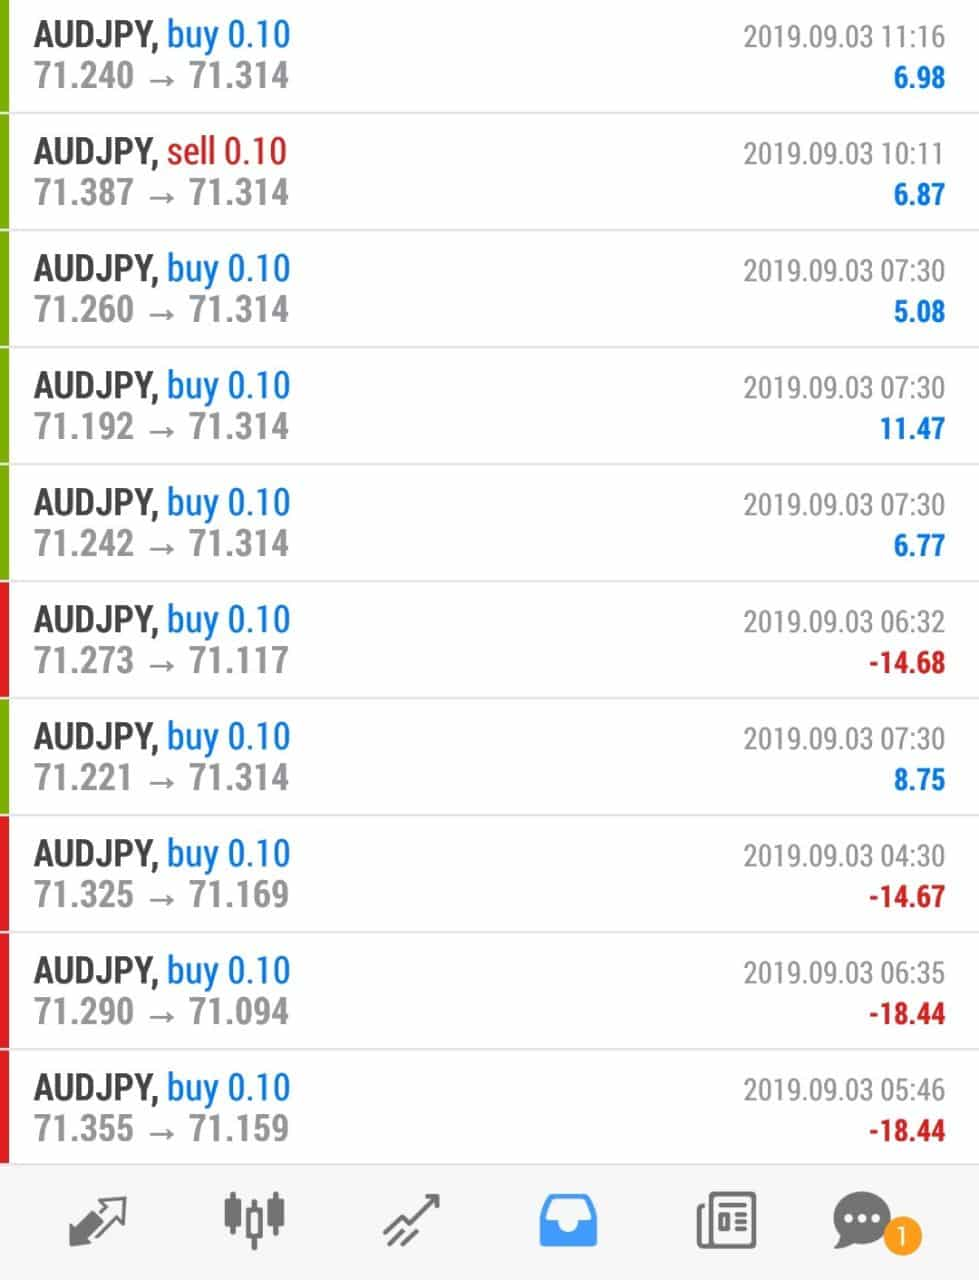 AUDJPY, buy 0.10 2019.09.03 11:16
71.240 → 71.314 6.98
AUDJPY, sell 0.10 2019.09.03 10:11
71.387 → 71.314 6.87
AUDJPY, buy 0.10 2019.09.03 07:30
71.260 → 71.314 5.08
AUDJPY, buy 0.10 2019.09.03 07:30
71.192 → 71.314 11.47
AUDJPY, buy 0.10 2019.09.03 07:30
71.242 → 71.314 6.77
AUDJPY, buy 0.10 2019.09.03 06:32
71.273 → 71.117 -14.68
AUDJPY, buy 0.10 2019.09.03 07:30
71.221 → 71.314 8.75
AUDJPY, buy 0.10 2019.09.03 04:30
71.325 → 71.169 -14.67
AUDJPY, buy 0.10 2019.09.03 06:35
71.290 → 71.094 -18.44
AUDJPY, buy 0.10 2019.09.03 05:46
71.355 → 71.159 -18.44
1